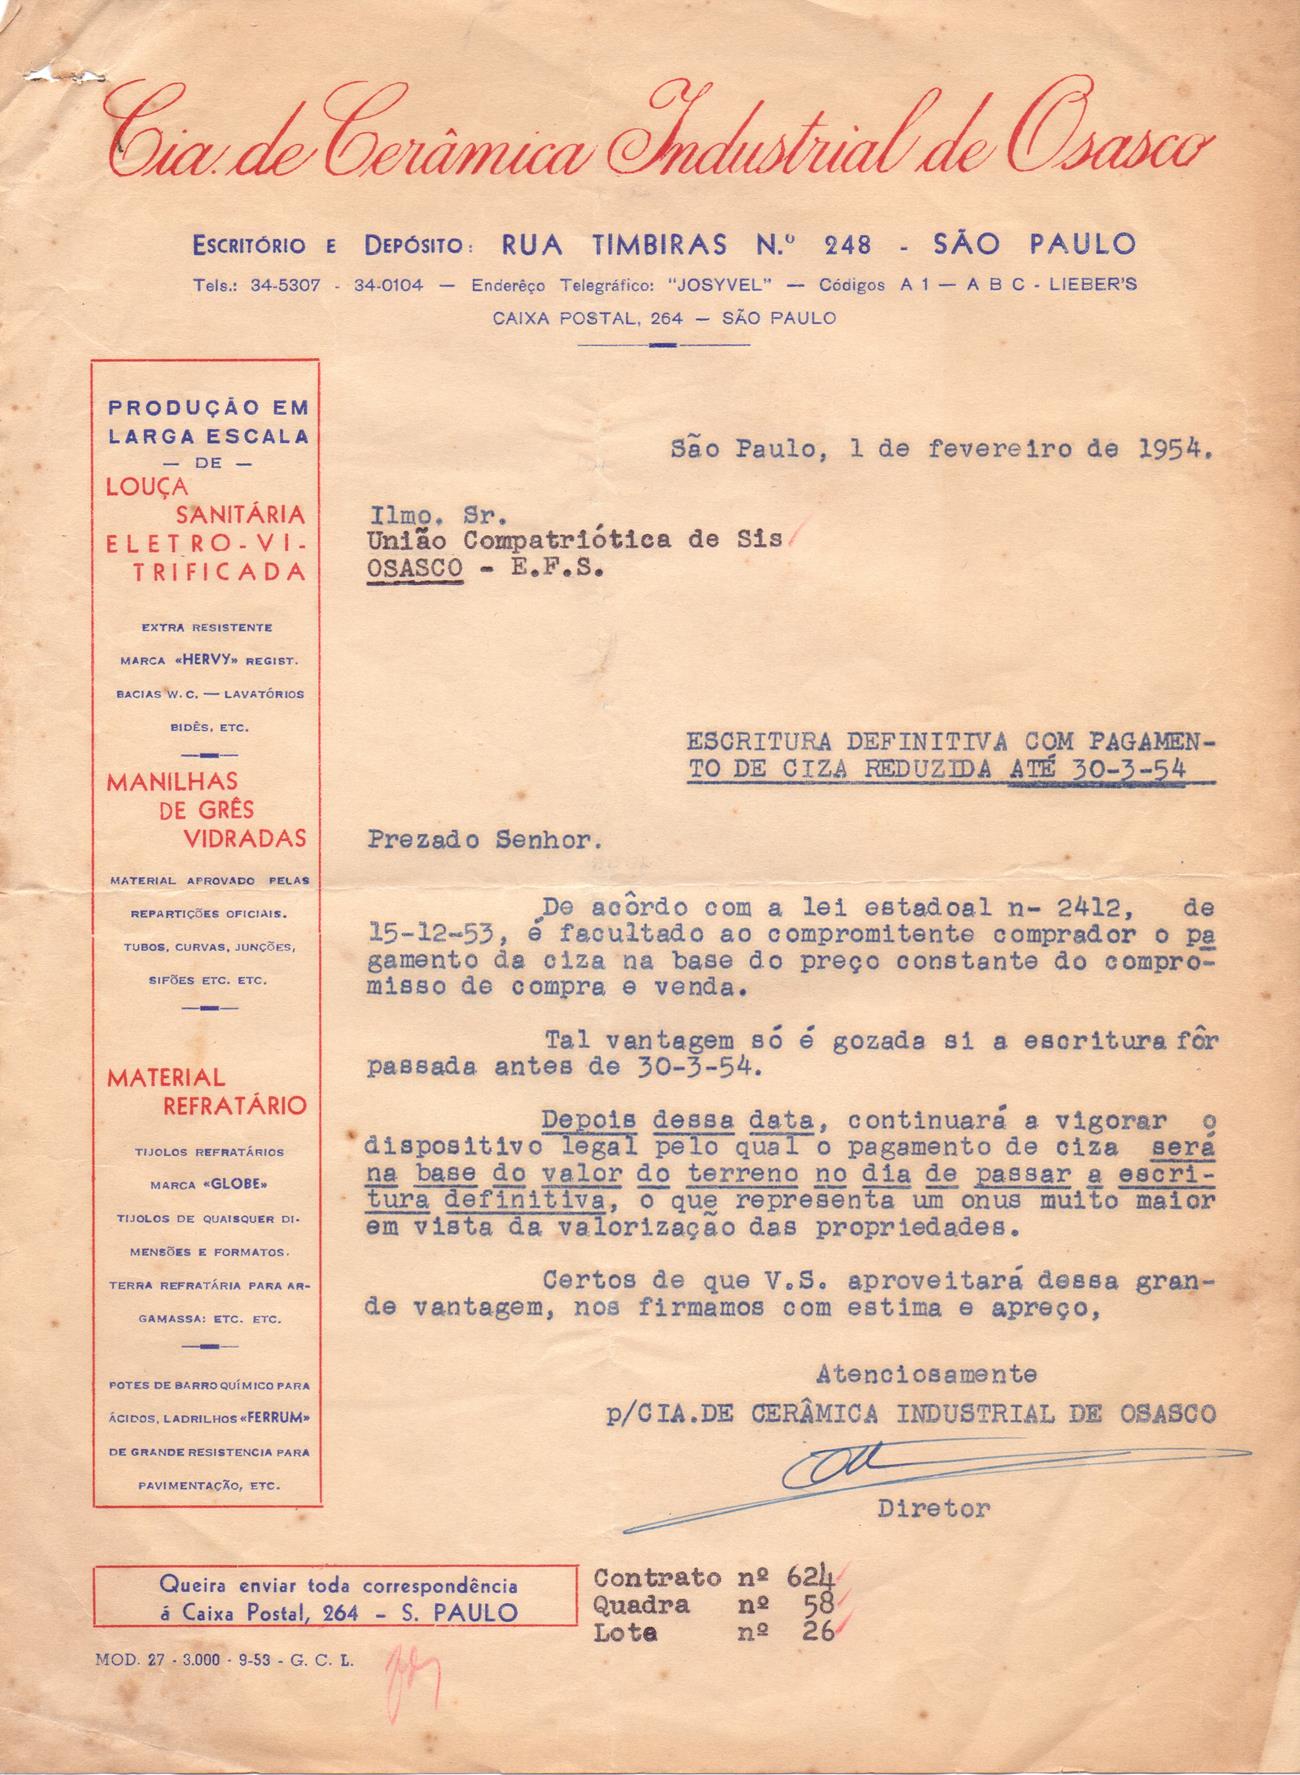 Cia. de Cerâmica Industrial de Osasco
ESCRITÓRIO E DEPÓSITO: RUA TIMBIRAS N.º 248 - SÃO PAULO
Tels.: 34-5307 - 34-0104 — Enderêço Telegráfico: "JOSYVEL" — Códigos A 1 — A B C - LIEBER'S
CAIXA POSTAL, 264 — SÃO PAULO
PRODUÇÃO EM
LARGA ESCALA
— DE —
LOUÇA
SANITÁRIA
ELETRO-VI-
TRIFICADA
EXTRA RESISTENTE
MARCA «HERVY» REGIST.
BACIAS W.C. — LAVATÓRIOS
BIDÊS, ETC.
MANILHAS
DE GRÊS
VIDRADAS
MATERIAL APROVADO PELAS
REPARTIÇÕES OFICIAIS.
TUBOS, CURVAS, JUNÇÕES,
SIFÕES ETC. ETC.
MATERIAL
REFRATÁRIO
TIJOLOS REFRATÁRIOS
MARCA «GLOBE»
TIJOLOS DE QUAISQUER DI-
MENSÕES E FORMATOS.
TERRA REFRATÁRIA PARA AR-
GAMASSA: ETC. ETC.
POTES DE BARRO QUÍMICO PARA
ÁCIDOS, LADRILHOS «FERRUM»
DE GRANDE RESISTENCIA PARA
PAVIMENTAÇÃO, ETC.
São Paulo, 1 de fevereiro de 1954.
Ilmo. Sr.
União Compatriótica de Sis
OSASCO - E.F.S.
ESCRITURA DEFINITIVA COM PAGAMEN-
TO DE CIZA REDUZIDA ATÉ 30-3-54
Prezado Senhor.
De acôrdo com a lei estadoal n- 2412, de
15-12-53, é facultado ao compromitente comprador o pa
gamento da ciza na base do preço constante do compro-
misso de compra e venda.
Tal vantagem só é gozada si a escritura fôr
passada antes de 30-3-54.
Depois dessa data, continuará a vigorar o
dispositivo legal pelo qual o pagamento de ciza será
na base do valor do terreno no dia de passar a escri-
tura definitiva, o que representa um onus muito maior
em vista da valorização das propriedades.
Certos de que V.S. aproveitará dessa gran-
de vantagem, nos firmamos com estima e apreço,
Atenciosamente
p/CIA.DE CERÂMICA INDUSTRIAL DE OSASCO
Diretor
Queira enviar toda correspondência
á Caixa Postal, 264 - S. PAULO
Contrato nº 624
Quadra nº 58
Lote nº 26
MOD. 27 - 3.000 - 9-53 - G. C. L.